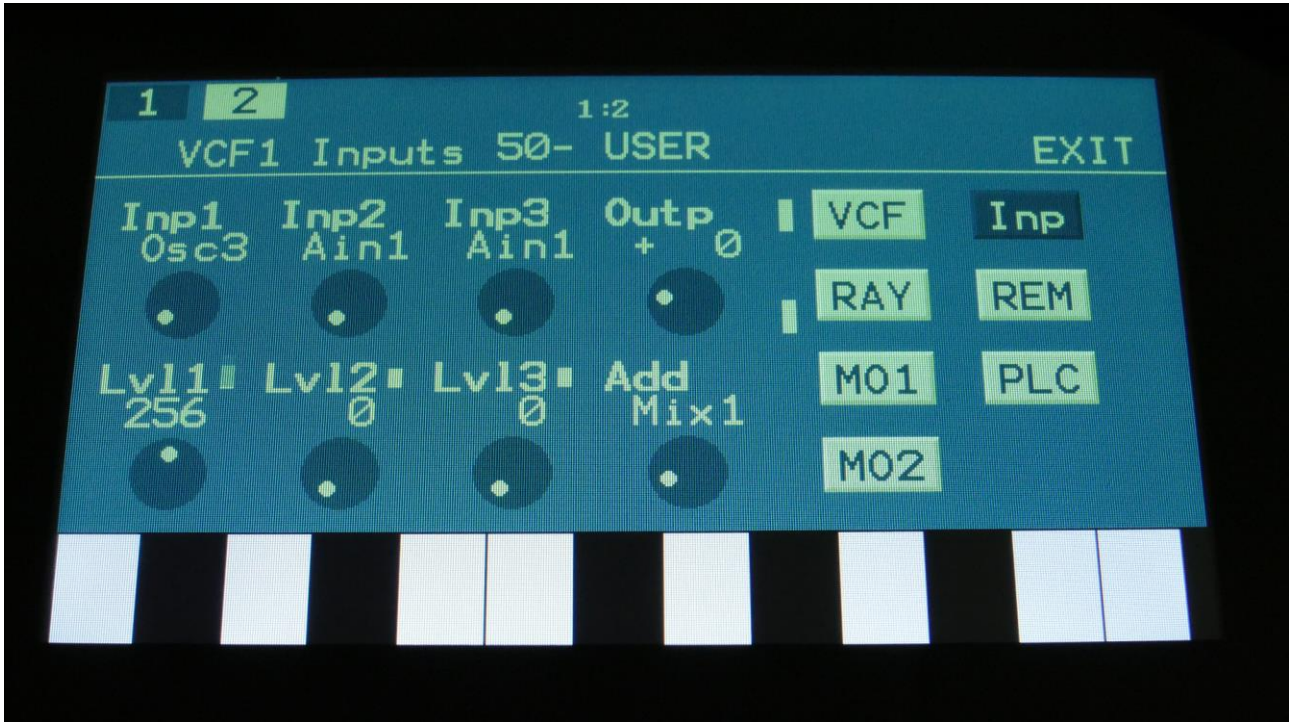 1 2 1:2
VCF1 Inputs 50- USER EXIT
Inp1 Inp2 Inp3 Outp VCF Inp
Osc3 Ain1 Ain1 + 0
RAY REM
Lvl1 Lvl2 Lvl3 Add MO1 PLC
256 0 0 Mix1
MO2